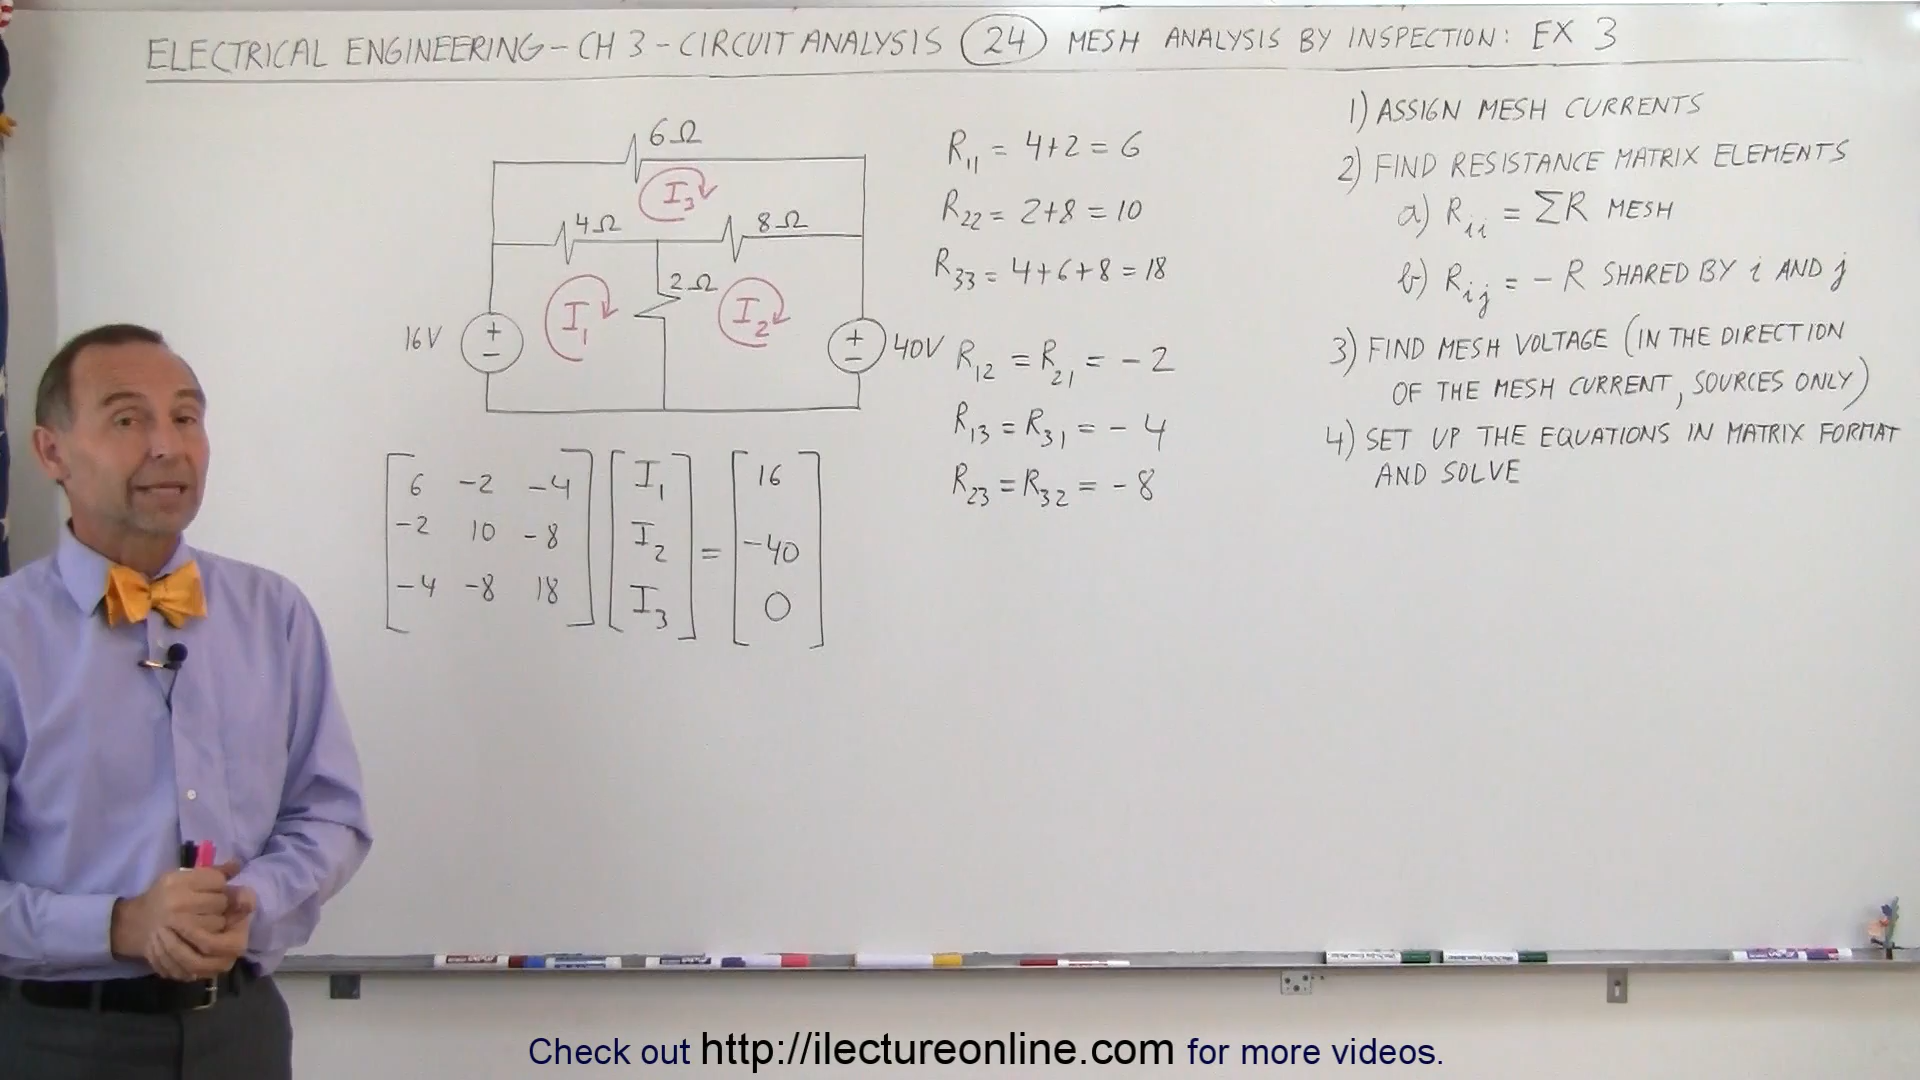 ELECTRICAL ENGINEERING - CH 3 - CIRCUIT ANALYSIS 24 MESH ANALYSIS BY INSPECTION: EX 3
6Ω
I₃
4Ω
8Ω
2Ω
I₁
I₂
16V
+
−
+
−
40V
[6 -2 -4] [I₁] [16]
[-2 10 -8] [I₂] = [-40]
[-4 -8 18] [I₃] [0]
R₁₁ = 4+2 = 6
R₂₂ = 2+8 = 10
R₃₃ = 4+6+8 = 18
R₁₂ = R₂₁ = -2
R₁₃ = R₃₁ = -4
R₂₃ = R₃₂ = -8
1) ASSIGN MESH CURRENTS
2) FIND RESISTANCE MATRIX ELEMENTS
a) Rᵢᵢ = ΣR MESH
b) Rᵢⱼ = -R SHARED BY i AND j
3) FIND MESH VOLTAGE (IN THE DIRECTION
OF THE MESH CURRENT, SOURCES ONLY)
4) SET UP THE EQUATIONS IN MATRIX FORMAT
AND SOLVE
Check out http://ilectureonline.com for more videos.